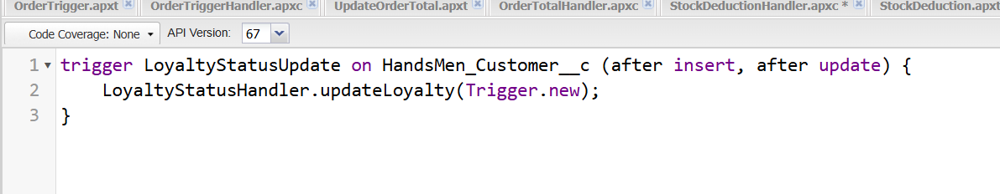 OrderTrigger.apxt OrderTriggerHandler.apxc UpdateOrderTotal.apxt OrderTotalHandler.apxc StockDeductionHandler.apxc * StockDeduction.apxt
Code Coverage: None API Version: 67
1 trigger LoyaltyStatusUpdate on HandsMen_Customer__c (after insert, after update) {
2 LoyaltyStatusHandler.updateLoyalty(Trigger.new);
3 }